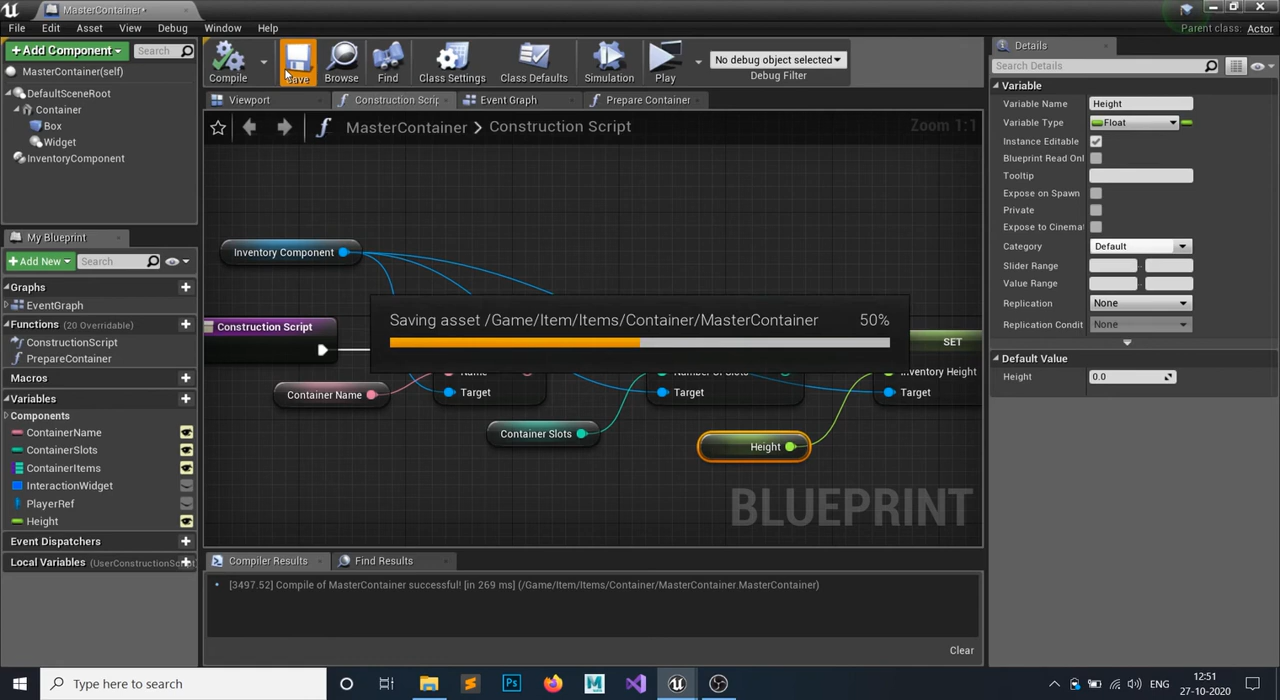 MasterContainer*
File Edit Asset View Debug Window Help
Parent class: Actor
+Add Component Search
MasterContainer(self)
DefaultSceneRoot
Container
Box
Widget
InventoryComponent
Compile Save Browse Find Class Settings Class Defaults Simulation Play
No debug object selected
Debug Filter
Viewport Construction Scrip Event Graph Prepare Container
MasterContainer > Construction Script Zoom 1:1
Inventory Component
Construction Script
Saving asset /Game/Item/Items/Container/MasterContainer 50%
SET
Name Number Of Slots Inventory Height
Target Target Target
Container Name
Container Slots
Height
BLUEPRINT
Compiler Results Find Results
[3497.52] Compile of MasterContainer successful! [in 269 ms] (/Game/Item/Items/Container/MasterContainer.MasterContainer)
Clear
My Blueprint
+Add New Search
Graphs
EventGraph
Functions (20 Overridable)
ConstructionScript
PrepareContainer
Macros
Variables
Components
ContainerName
ContainerSlots
ContainerItems
InteractionWidget
PlayerRef
Height
Event Dispatchers
Local Variables (UserConstructionScrip
Details
Search Details
Variable
Variable Name Height
Variable Type Float
Instance Editable
Blueprint Read Onl
Tooltip
Expose on Spawn
Private
Expose to Cinemat
Category Default
Slider Range
Value Range
Replication None
Replication Condit None
Default Value
Height 0.0
Type here to search
Ps
M
ENG
12:51
27-10-2020